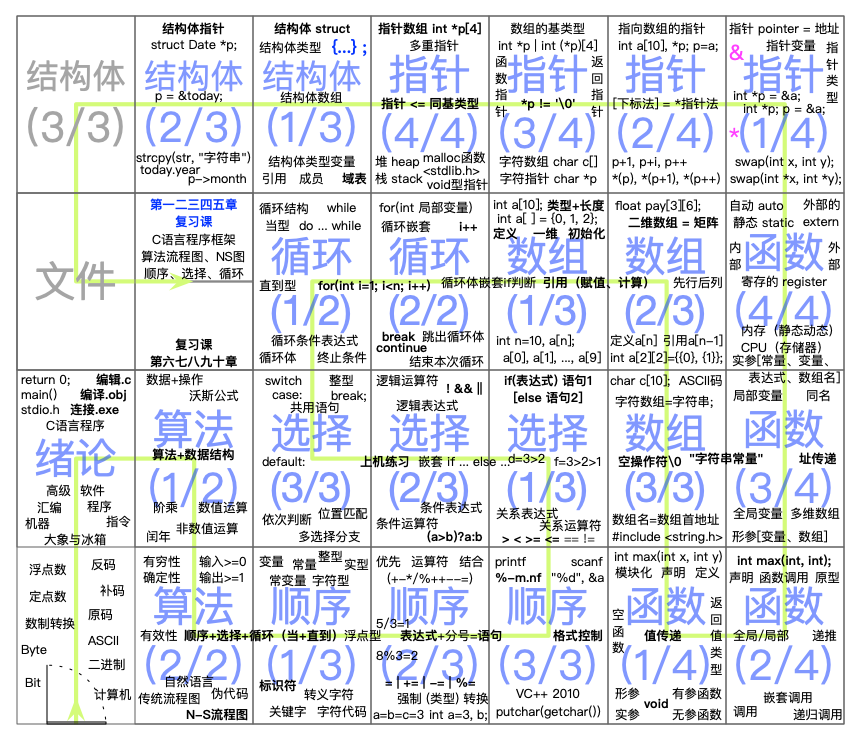 结构体
(3/3)
结构体指针
struct Date *p;
结构体
p = &today;
(2/3)
strcpy(str, "字符串")
today.year
p->month
结构体 struct
结构体类型 {...} ;
结构体
结构体数组
(1/3)
结构体类型变量
引用 成员 域表
指针数组 int *p[4]
多重指针
指针
指针 <= 同基类型
(4/4)
堆 heap malloc函数
<stdlib.h>
栈 stack void型指针
数组的基类型
int *p | int (*p)[4]
函数指针
指针
返回指针
*p != '\0'
(3/4)
字符数组 char c[]
字符指针 char *p
指向数组的指针
int a[10], *p; p=a;
指针
[下标法] = *指针法
(2/4)
p+1, p+i, p++
*(p), *(p+1), *(p++)
指针 pointer = 地址
& 指针变量
指针
指针类型
int *p = &a;
int *p; p = &a;
* (1/4)
swap(int x, int y);
swap(int *x, int *y);
文件
第一二三四五章
复习课
C语言程序框架
算法流程图、NS图
顺序、选择、循环
复习课
第六七八九十章
循环结构 while
当型 do ... while
循环
直到型 for(int i=1; i<n; i++)
(1/2)
循环条件表达式
循环体 终止条件
for(int 局部变量)
循环嵌套 i++
循环
循环体嵌套if判断
(2/2)
break 跳出循环体
continue
结束本次循环
int a[10]; 类型+长度
int a[ ] = {0, 1, 2};
定义 一维 初始化
数组
引用（赋值、计算）
(1/3)
int n=10, a[n];
a[0], a[1], ..., a[9]
float pay[3][6];
二维数组 = 矩阵
数组
先行后列
(2/3)
定义a[n] 引用a[n-1]
int a[2][2]={{0}, {1}};
自动 auto 外部的
静态 static extern
内部
函数
外部
寄存的 register
(4/4)
内存（静态动态）
CPU（存储器）
实参[常量、变量、
表达式、数组名]
return 0; 编辑.c
main() 编译.obj
stdio.h 连接.exe
C语言程序
绪论
高级 软件
汇编 程序
机器 指令
大象与冰箱
数据+操作
沃斯公式
算法
算法+数据结构
(1/2)
阶乘 数值运算
闰年 非数值运算
switch 整型
case: break;
共用语句
选择
default: 上机练习
(3/3)
依次判断 位置匹配
多选择分支
逻辑运算符 ! && ||
逻辑表达式
选择
嵌套 if ... else ...
(2/3)
条件表达式
条件运算符
(a>b)?a:b
if(表达式) 语句1
[else 语句2]
选择
d=3>2 f=3>2>1
(1/3)
关系表达式
关系运算符
> < >= <= == !=
char c[10]; ASCII码
字符数组=字符串;
数组
空操作符\0 "字符串常量"
(3/3)
数组名=数组首地址
#include <string.h>
局部变量 同名
函数
址传递
(3/4)
全局变量 多维数组
形参[变量、数组]
浮点数 反码
定点数 补码
数制转换 原码
ASCII
Byte 二进制
Bit 计算机
有穷性 输入>=0
确定性 输出>=1
算法
有效性 顺序+选择+循环（当+直到）
(2/2)
自然语言
传统流程图 伪代码
N-S流程图
变量 常量 整型 实型
常变量 字符型
顺序
浮点型
(1/3)
标识符 转义字符
关键字 字符代码
优先 运算符 结合
(+−*/%++−−=)
顺序
5/3=1
表达式+分号=语句
(2/3)
8%3=2
= | += | −= | %=
强制 (类型) 转换
a=b=c=3 int a=3, b;
printf scanf
%−m.nf "%d", &a
顺序
格式控制
(3/3)
VC++ 2010
putchar(getchar())
int max(int x, int y)
模块化 声明 定义
空函数
函数
返回值类型
值传递
(1/4)
形参 void 有参函数
实参 无参函数
int max(int, int);
声明 函数调用 原型
函数
全局/局部 递推
(2/4)
嵌套调用
调用 递归调用